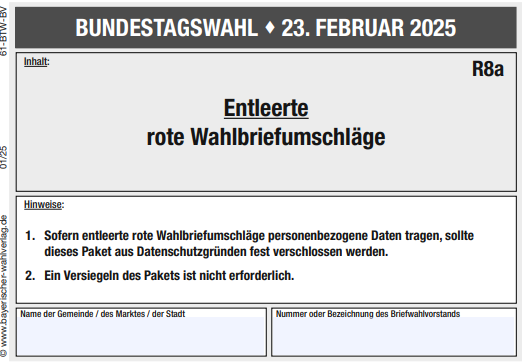 BUNDESTAGSWAHL ♦ 23. FEBRUAR 2025
Inhalt:
R8a
Entleerte
rote Wahlbriefumschläge
Hinweise:
1. Sofern entleerte rote Wahlbriefumschläge personenbezogene Daten tragen, sollte
dieses Paket aus Datenschutzgründen fest verschlossen werden.
2. Ein Versiegeln des Pakets ist nicht erforderlich.
Name der Gemeinde / des Marktes / der Stadt
Nummer oder Bezeichnung des Briefwahlvorstands
© www.bayerischer-wahlverlag.de
01/25
61-BTW-BV